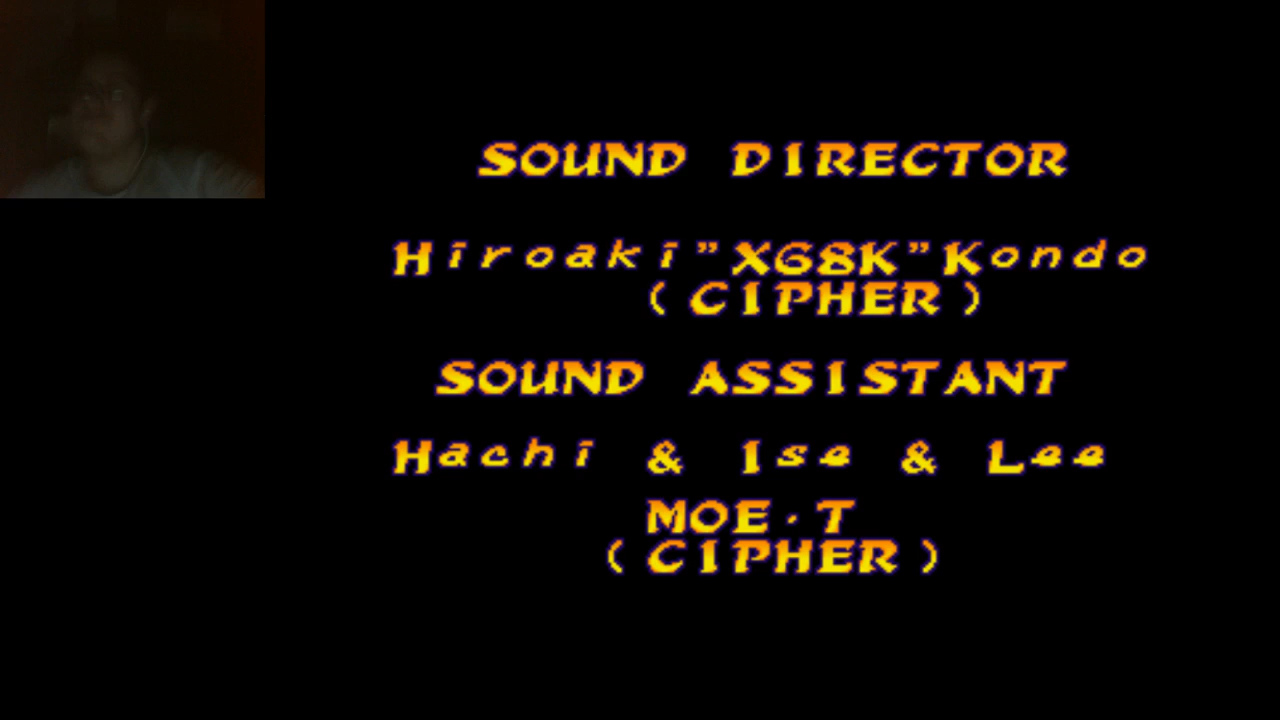 SOUND DIRECTOR
Hiroaki”X68K”Kondo
(CIPHER)
SOUND ASSISTANT
Hachi & Ise & Lee
MOE·T
(CIPHER)